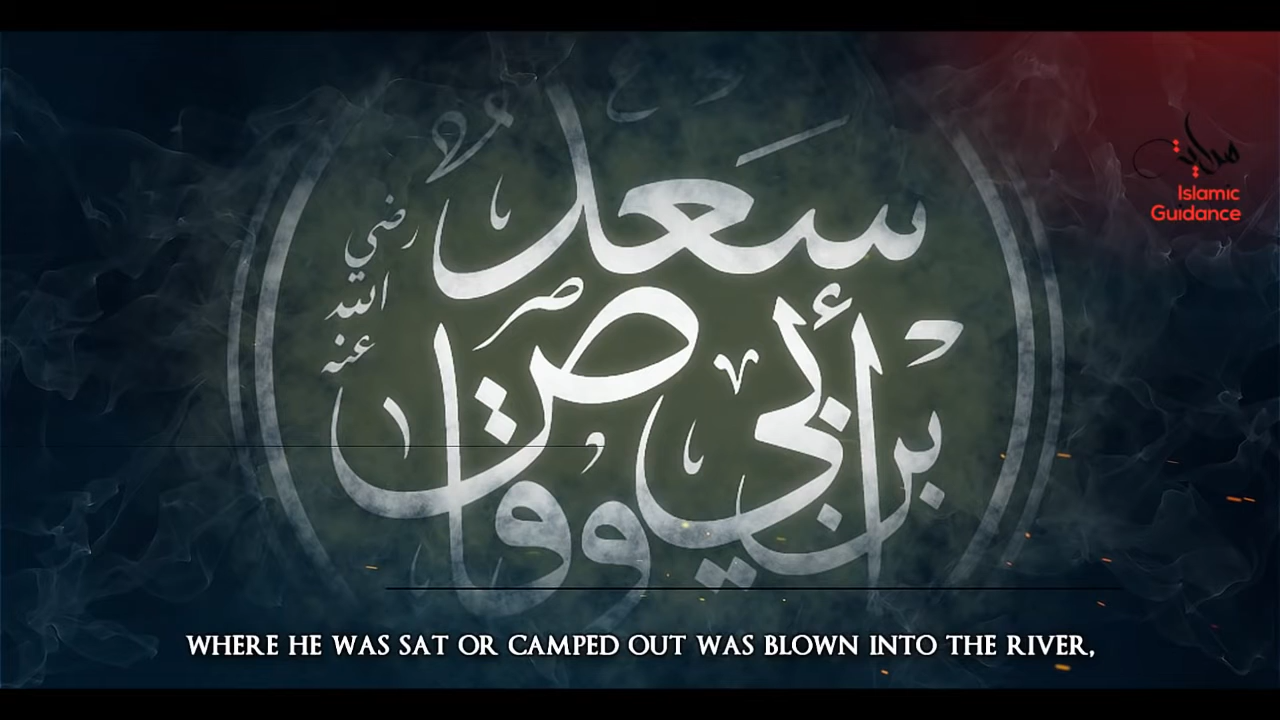 سعد
بن أبي وقاص
رضي
الله
عنه
هداية
Islamic
Guidance
WHERE HE WAS SAT OR CAMPED OUT WAS BLOWN INTO THE RIVER,